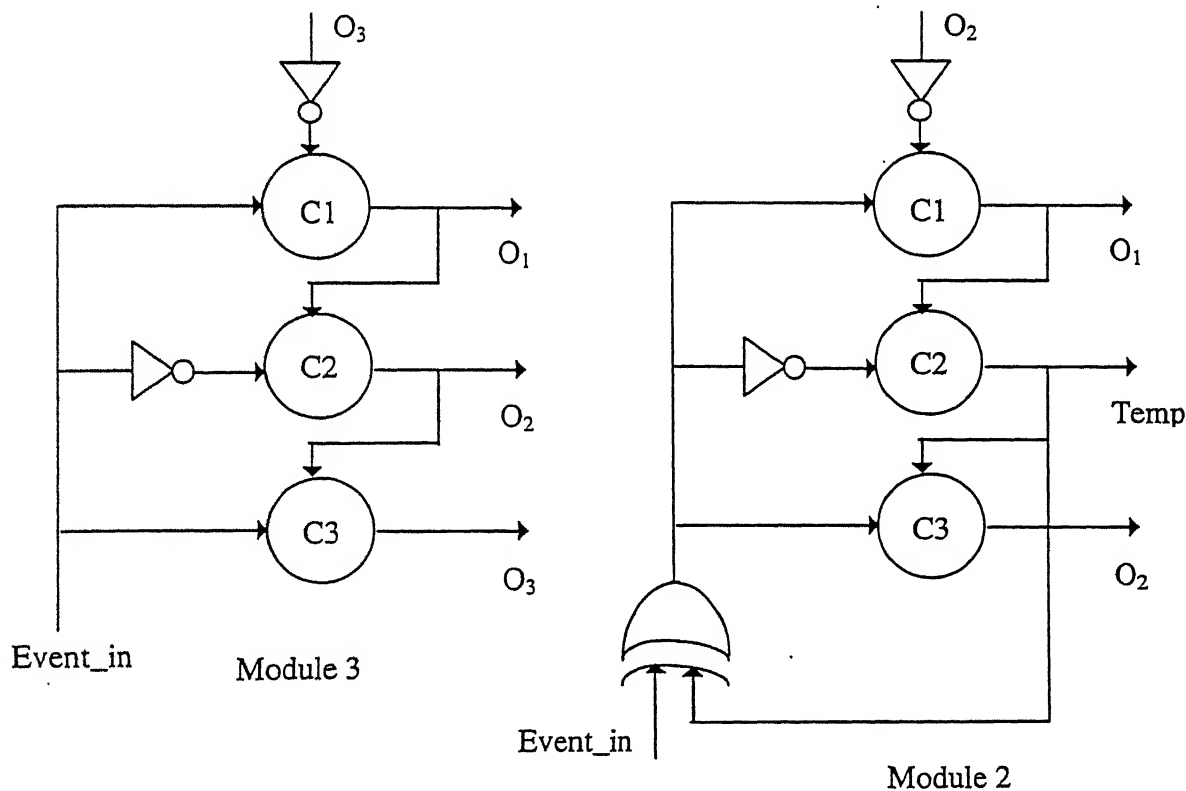 O₃
C1
O₁
C2
O₂
C3
O₃
Event_in
Module 3
O₂
C1
O₁
C2
Temp
C3
O₂
Event_in
Module 2